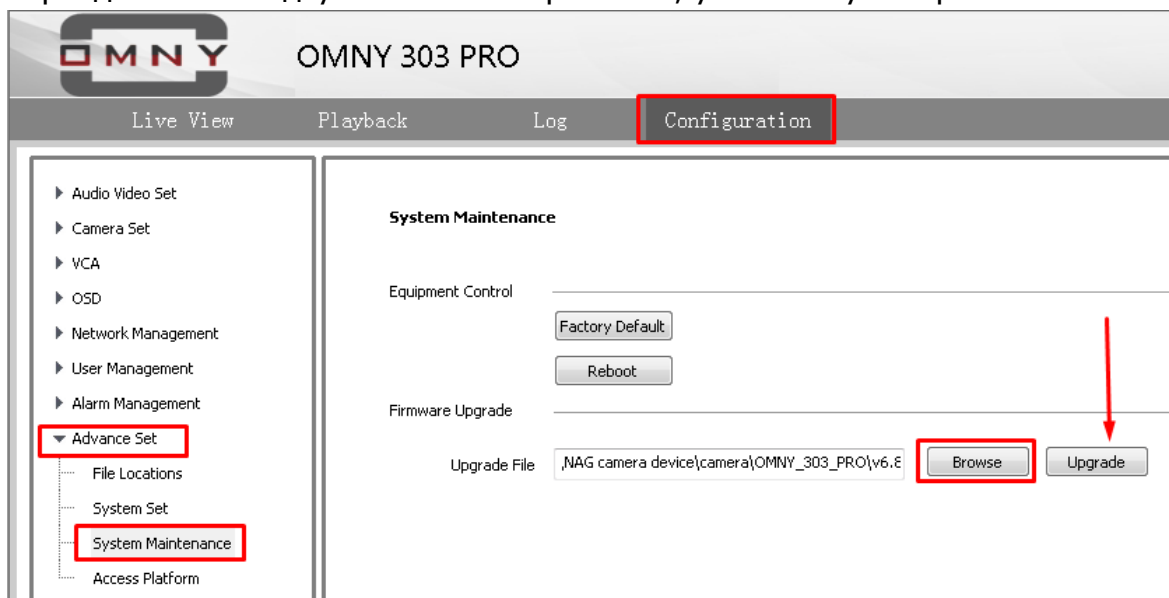 OMNY
OMNY 303 PRO
Live View Playback Log Configuration
Audio Video Set
Camera Set
VCA
OSD
Network Management
User Management
Alarm Management
Advance Set
File Locations
System Set
System Maintenance
Access Platform
System Maintenance
Equipment Control
Factory Default
Reboot
Firmware Upgrade
Upgrade File ,NAG camera device\camera\OMNY_303_PRO\v6.8 Browse Upgrade